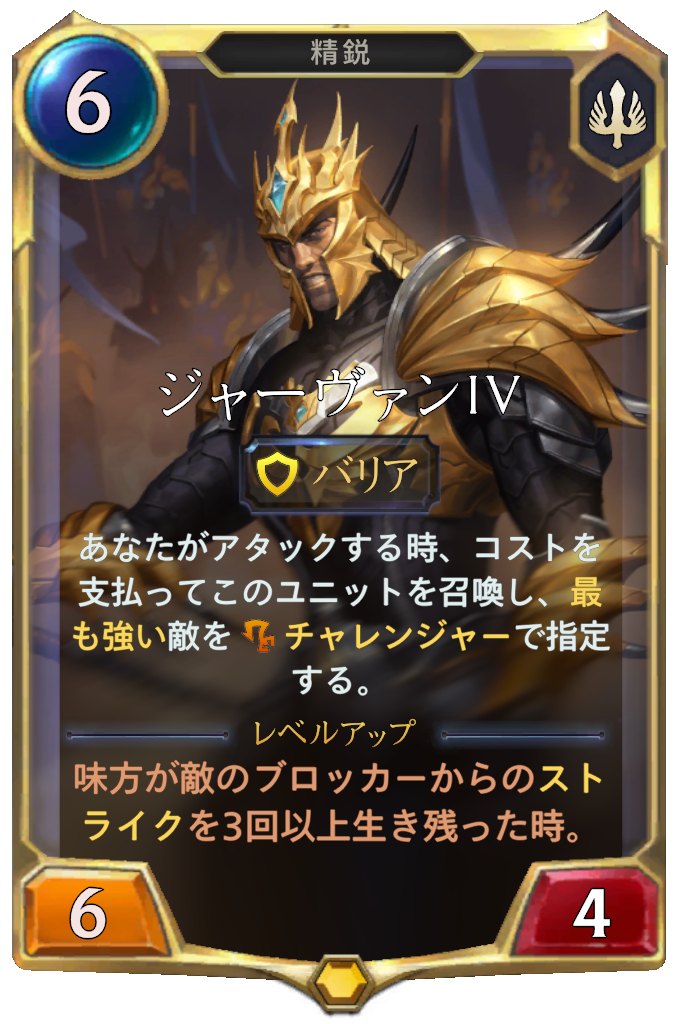 精鋭
6
ジャーヴァンIV
バリア
あなたがアタックする時、コストを
支払ってこのユニットを召喚し、最
も強い敵を チャレンジャーで指定
する。
レベルアップ
味方が敵のブロッカーからのスト
ライクを3回以上生き残った時。
6
4